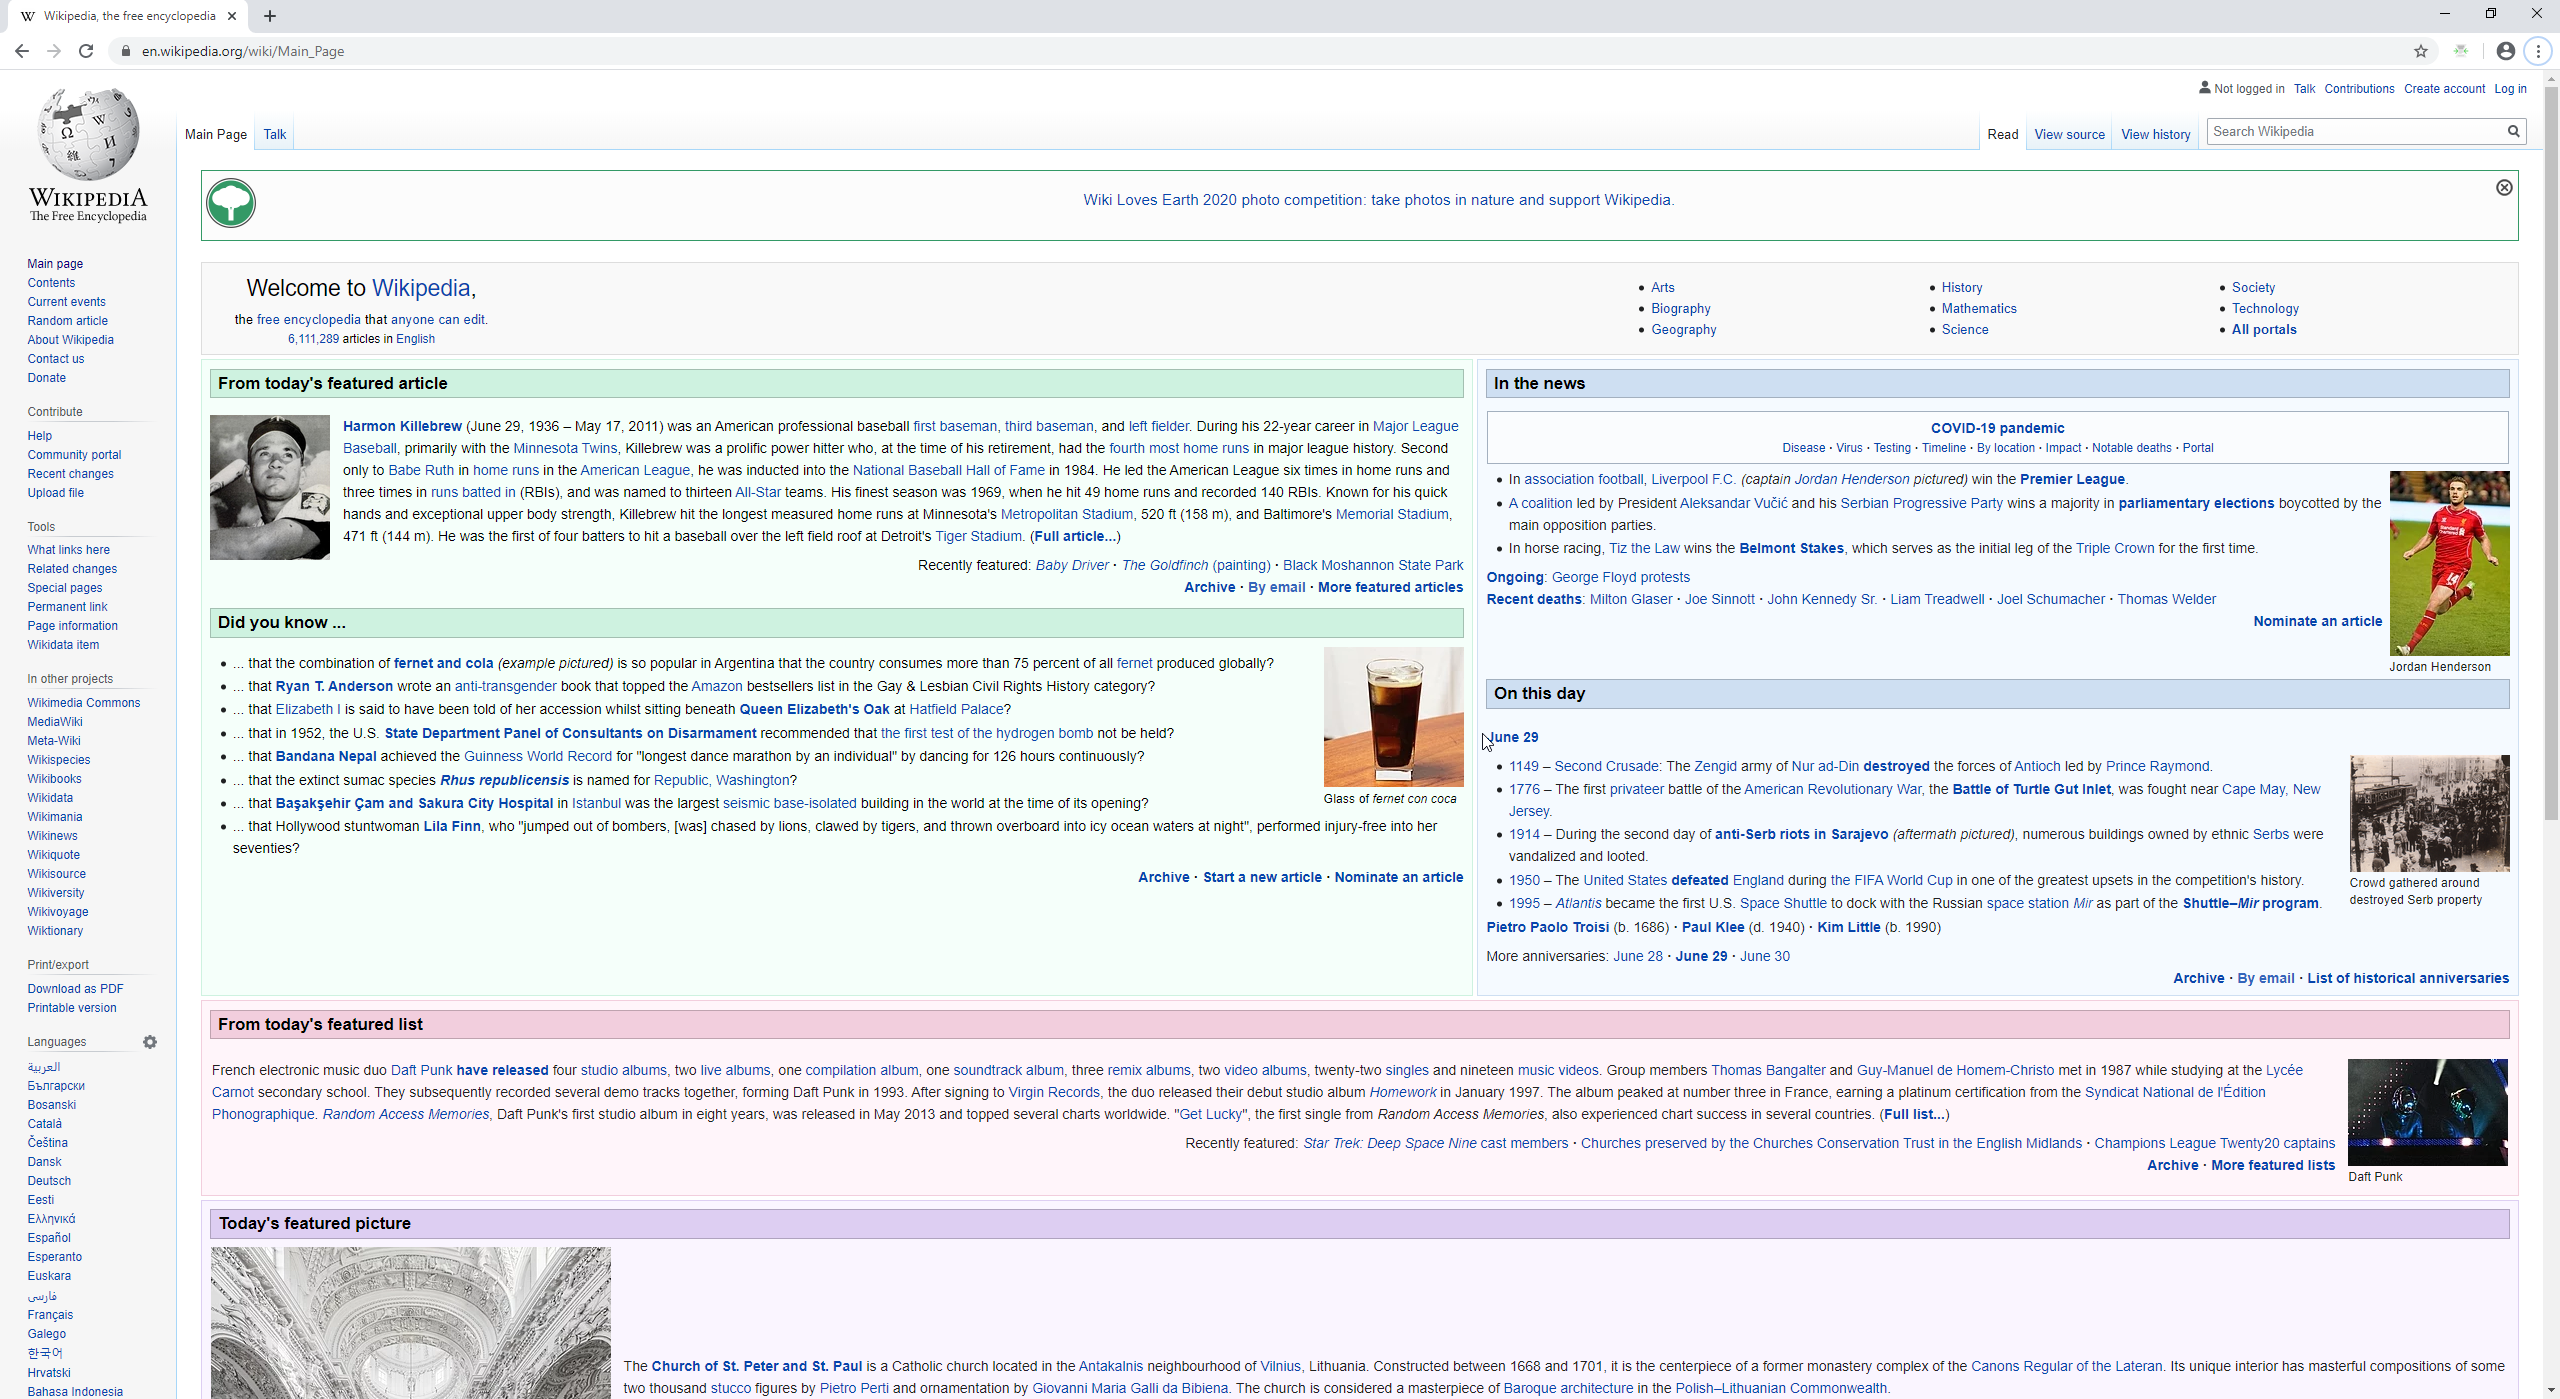 Wikipedia, the free encyclopedia
en.wikipedia.org/wiki/Main_Page
Not logged in Talk Contributions Create account Log in
Main Page Talk
Read View source View history Search Wikipedia
WIKIPEDIA
The Free Encyclopedia
Main page
Contents
Current events
Random article
About Wikipedia
Contact us
Donate
Contribute
Help
Community portal
Recent changes
Upload file
Tools
What links here
Related changes
Special pages
Permanent link
Page information
Wikidata item
In other projects
Wikimedia Commons
MediaWiki
Meta-Wiki
Wikispecies
Wikibooks
Wikidata
Wikimania
Wikinews
Wikiquote
Wikisource
Wikiversity
Wikivoyage
Wiktionary
Print/export
Download as PDF
Printable version
Languages
العربية
Български
Bosanski
Català
Čeština
Dansk
Deutsch
Eesti
Ελληνικά
Español
Esperanto
Euskara
فارسی
Français
Galego
한국어
Hrvatski
Bahasa Indonesia
Wiki Loves Earth 2020 photo competition: take photos in nature and support Wikipedia.
Welcome to Wikipedia,
the free encyclopedia that anyone can edit.
6,111,289 articles in English
Arts
Biography
Geography
History
Mathematics
Science
Society
Technology
All portals
From today's featured article
Harmon Killebrew (June 29, 1936 – May 17, 2011) was an American professional baseball first baseman, third baseman, and left fielder. During his 22-year career in Major League
Baseball, primarily with the Minnesota Twins, Killebrew was a prolific power hitter who, at the time of his retirement, had the fourth most home runs in major league history. Second
only to Babe Ruth in home runs in the American League, he was inducted into the National Baseball Hall of Fame in 1984. He led the American League six times in home runs and
three times in runs batted in (RBIs), and was named to thirteen All-Star teams. His finest season was 1969, when he hit 49 home runs and recorded 140 RBIs. Known for his quick
hands and exceptional upper body strength, Killebrew hit the longest measured home runs at Minnesota's Metropolitan Stadium, 520 ft (158 m), and Baltimore's Memorial Stadium,
471 ft (144 m). He was the first of four batters to hit a baseball over the left field roof at Detroit's Tiger Stadium. (Full article...)
Recently featured: Baby Driver · The Goldfinch (painting) · Black Moshannon State Park
Archive · By email · More featured articles
Did you know ...
... that the combination of fernet and cola (example pictured) is so popular in Argentina that the country consumes more than 75 percent of all fernet produced globally?
... that Ryan T. Anderson wrote an anti-transgender book that topped the Amazon bestsellers list in the Gay & Lesbian Civil Rights History category?
... that Elizabeth I is said to have been told of her accession whilst sitting beneath Queen Elizabeth's Oak at Hatfield Palace?
... that in 1952, the U.S. State Department Panel of Consultants on Disarmament recommended that the first test of the hydrogen bomb not be held?
... that Bandana Nepal achieved the Guinness World Record for "longest dance marathon by an individual" by dancing for 126 hours continuously?
... that the extinct sumac species Rhus republicensis is named for Republic, Washington?
... that Başakşehir Çam and Sakura City Hospital in Istanbul was the largest seismic base-isolated building in the world at the time of its opening?
... that Hollywood stuntwoman Lila Finn, who "jumped out of bombers, [was] chased by lions, clawed by tigers, and thrown overboard into icy ocean waters at night", performed injury-free into her
seventies?
Glass of fernet con coca
Archive · Start a new article · Nominate an article
In the news
COVID-19 pandemic
Disease · Virus · Testing · Timeline · By location · Impact · Notable deaths · Portal
In association football, Liverpool F.C. (captain Jordan Henderson pictured) win the Premier League.
A coalition led by President Aleksandar Vučić and his Serbian Progressive Party wins a majority in parliamentary elections boycotted by the
main opposition parties.
In horse racing, Tiz the Law wins the Belmont Stakes, which serves as the initial leg of the Triple Crown for the first time.
Ongoing: George Floyd protests
Recent deaths: Milton Glaser · Joe Sinnott · John Kennedy Sr. · Liam Treadwell · Joel Schumacher · Thomas Welder
Nominate an article
Jordan Henderson
On this day
June 29
1149 – Second Crusade: The Zengid army of Nur ad-Din destroyed the forces of Antioch led by Prince Raymond.
1776 – The first privateer battle of the American Revolutionary War, the Battle of Turtle Gut Inlet, was fought near Cape May, New
Jersey.
1914 – During the second day of anti-Serb riots in Sarajevo (aftermath pictured), numerous buildings owned by ethnic Serbs were
vandalized and looted.
1950 – The United States defeated England during the FIFA World Cup in one of the greatest upsets in the competition's history.
1995 – Atlantis became the first U.S. Space Shuttle to dock with the Russian space station Mir as part of the Shuttle–Mir program.
Crowd gathered around
destroyed Serb property
Pietro Paolo Troisi (b. 1686) · Paul Klee (d. 1940) · Kim Little (b. 1990)
More anniversaries: June 28 · June 29 · June 30
Archive · By email · List of historical anniversaries
From today's featured list
French electronic music duo Daft Punk have released four studio albums, two live albums, one compilation album, one soundtrack album, three remix albums, two video albums, twenty-two singles and nineteen music videos. Group members Thomas Bangalter and Guy-Manuel de Homem-Christo met in 1987 while studying at the Lycée
Carnot secondary school. They subsequently recorded several demo tracks together, forming Daft Punk in 1993. After signing to Virgin Records, the duo released their debut studio album Homework in January 1997. The album peaked at number three in France, earning a platinum certification from the Syndicat National de l'Édition
Phonographique. Random Access Memories, Daft Punk's first studio album in eight years, was released in May 2013 and topped several charts worldwide. "Get Lucky", the first single from Random Access Memories, also experienced chart success in several countries. (Full list...)
Recently featured: Star Trek: Deep Space Nine cast members · Churches preserved by the Churches Conservation Trust in the English Midlands · Champions League Twenty20 captains
Archive · More featured lists
Daft Punk
Today's featured picture
The Church of St. Peter and St. Paul is a Catholic church located in the Antakalnis neighbourhood of Vilnius, Lithuania. Constructed between 1668 and 1701, it is the centerpiece of a former monastery complex of the Canons Regular of the Lateran. Its unique interior has masterful compositions of some
two thousand stucco figures by Pietro Perti and ornamentation by Giovanni Maria Galli da Bibiena. The church is considered a masterpiece of Baroque architecture in the Polish–Lithuanian Commonwealth.